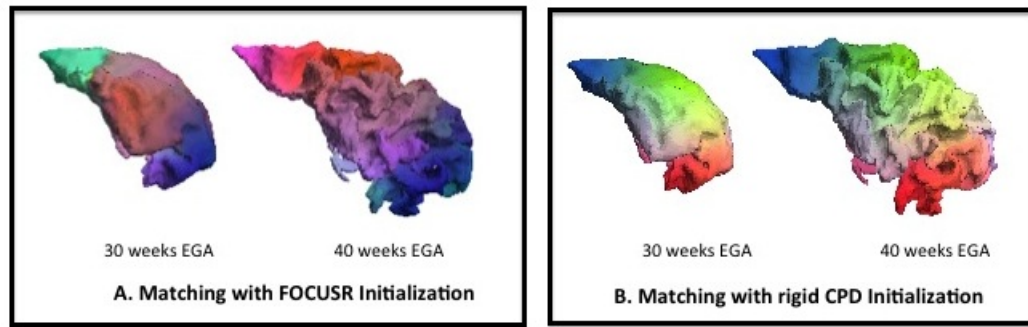 30 weeks EGA
40 weeks EGA
A. Matching with FOCUSR Initialization
30 weeks EGA
40 weeks EGA
B. Matching with rigid CPD Initialization